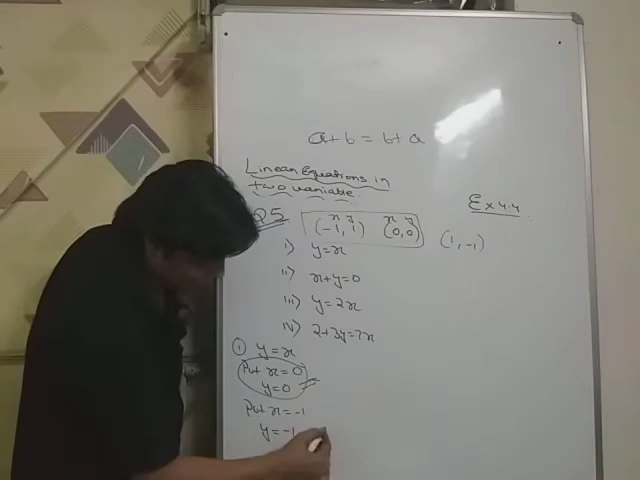 a+b = b+a
Linear Equations in
two variable
Ex 4.4
Q5
x y x y
(-1, 1) (0,0) (1, -1)
i) y=x
ii) x+y=0
iii) y=2x
iv) 2+3y=7x
① y=x
Put x=0
y=0
Put x=-1
y=-1